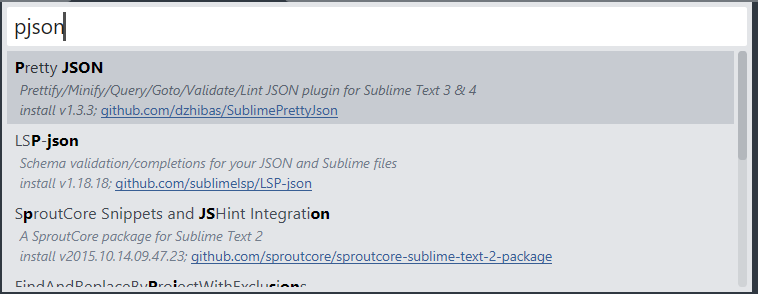 pjson
Pretty JSON
Prettify/Minify/Query/Goto/Validate/Lint JSON plugin for Sublime Text 3 & 4
install v1.3.3; github.com/dzhibas/SublimePrettyJson
LSP-json
Schema validation/completions for your JSON and Sublime files
install v1.18.18; github.com/sublimelsp/LSP-json
SproutCore Snippets and JSHint Integration
A SproutCore package for Sublime Text 2
install v2015.10.14.09.47.23; github.com/sproutcore/sproutcore-sublime-text-2-package
FindAndReplaceByProjectWithExclusions